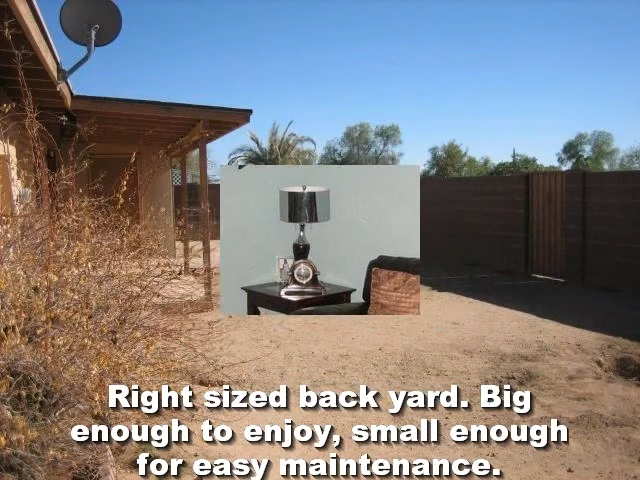 Right sized back yard. Big
enough to enjoy, small enough
for easy maintenance.